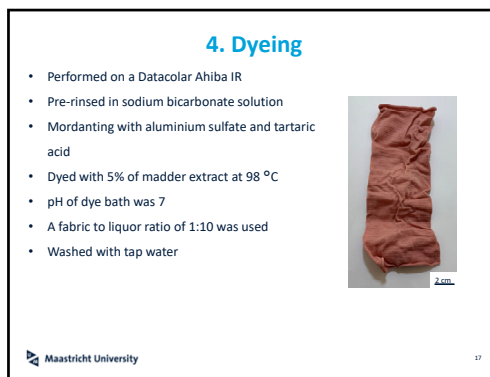 4. Dyeing
• Performed on a Datacolar Ahiba IR
• Pre-rinsed in sodium bicarbonate solution
• Mordanting with aluminium sulfate and tartaric
acid
• Dyed with 5% of madder extract at 98 °C
• pH of dye bath was 7
• A fabric to liquor ratio of 1:10 was used
• Washed with tap water
2 cm
Maastricht University
17